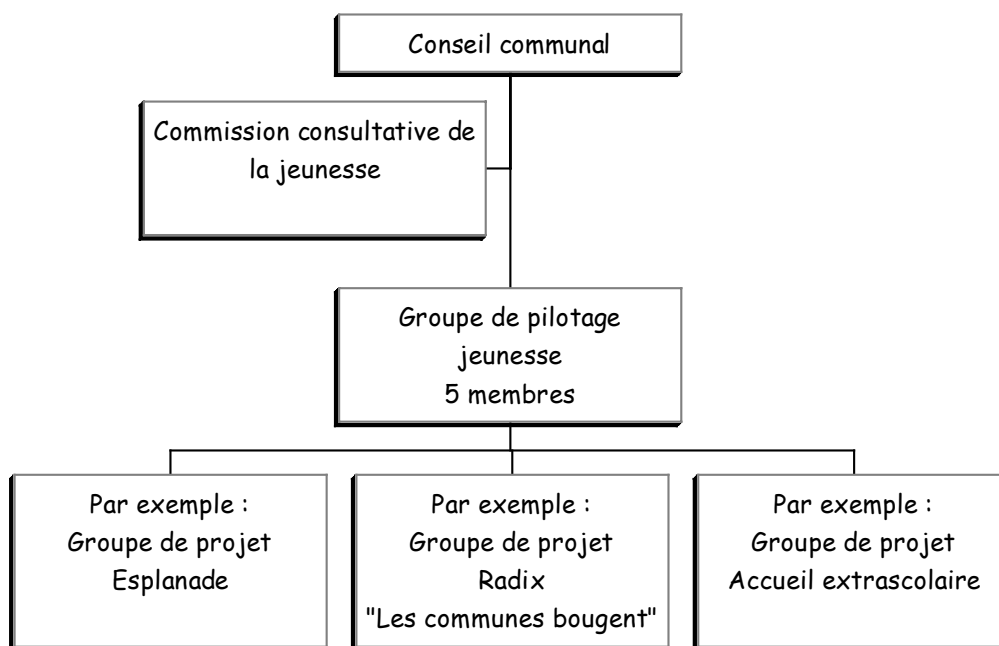 Conseil communal
Commission consultative de
la jeunesse
Groupe de pilotage
jeunesse
5 membres
Par exemple :
Groupe de projet
Esplanade
Par exemple :
Groupe de projet
Radix
"Les communes bougent"
Par exemple :
Groupe de projet
Accueil extrascolaire